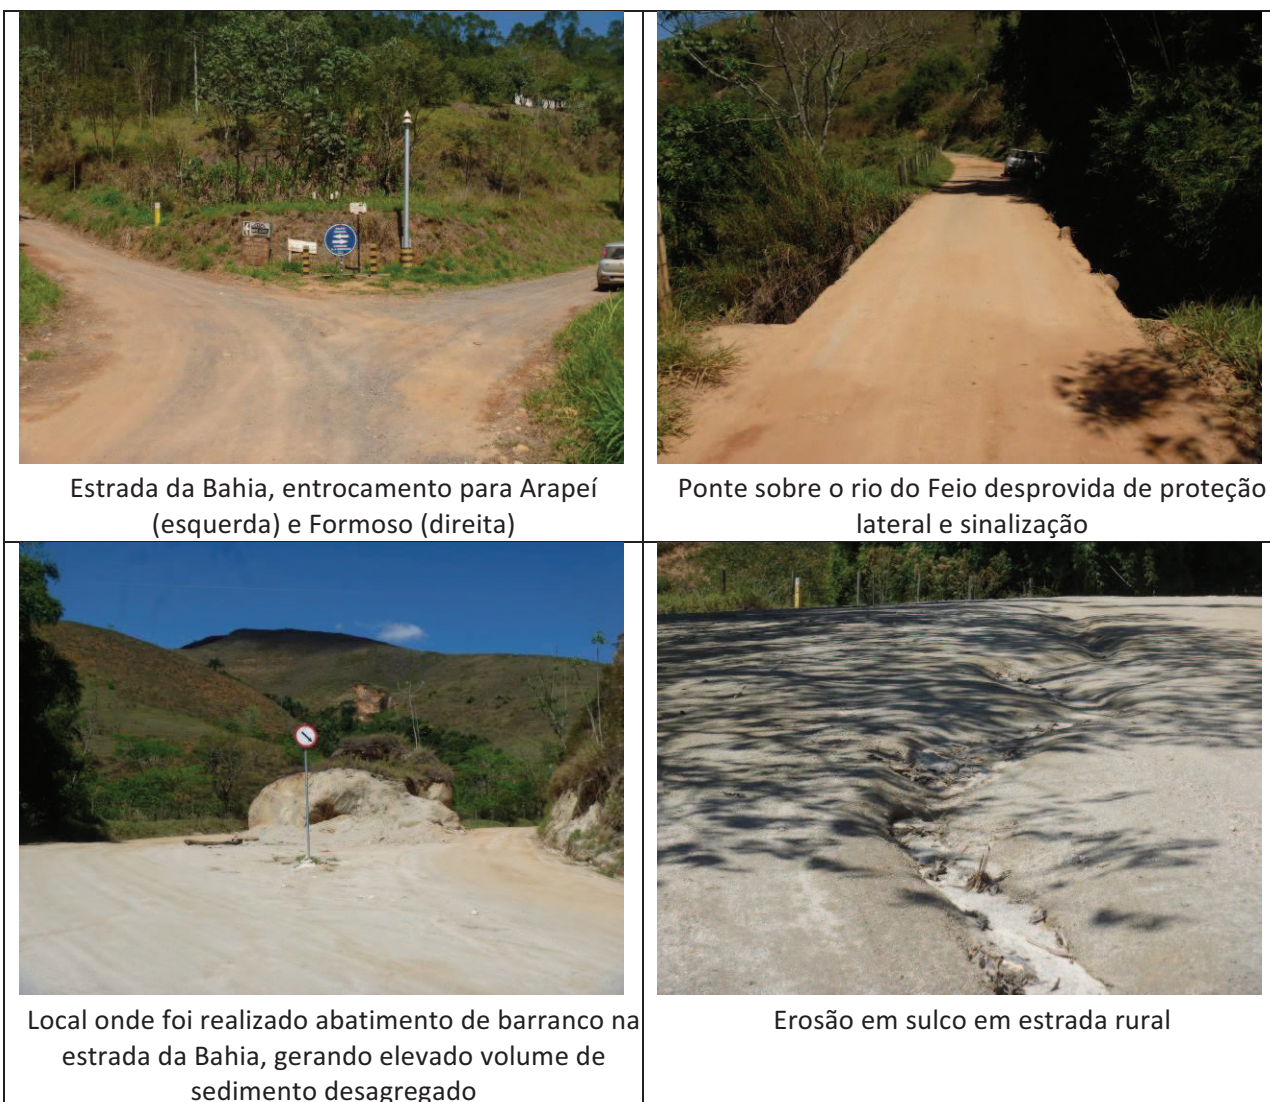 Estrada da Bahia, entrocamento para Arapeí
(esquerda) e Formoso (direita)
Ponte sobre o rio do Feio desprovida de proteção
lateral e sinalização
Local onde foi realizado abatimento de barranco na
estrada da Bahia, gerando elevado volume de
sedimento desagregado
Erosão em sulco em estrada rural